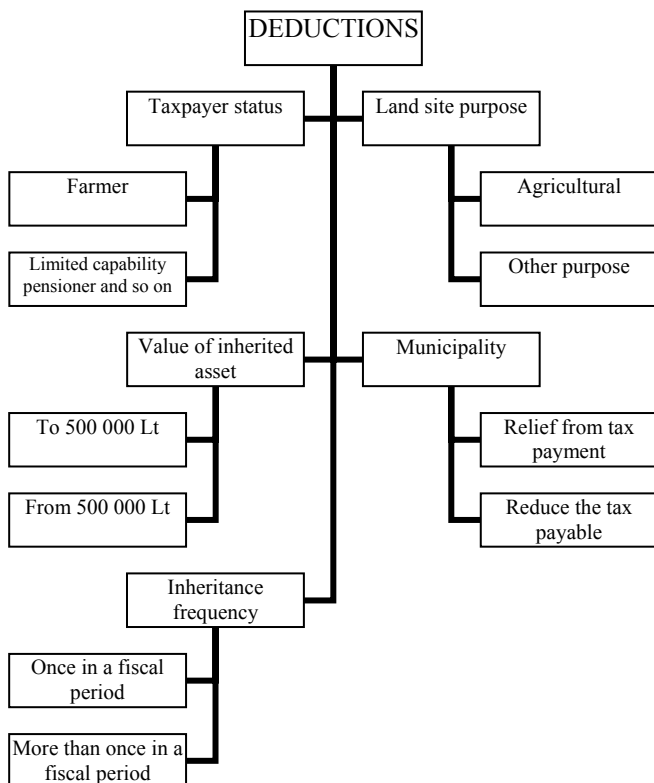 DEDUCTIONS
Taxpayer status
Land site purpose
Farmer
Agricultural
Limited capability
pensioner and so on
Other purpose
Value of inherited
asset
Municipality
To 500 000 Lt
Relief from tax
payment
From 500 000 Lt
Reduce the tax
payable
Inheritance
frequency
Once in a fiscal
period
More than once in a
fiscal period